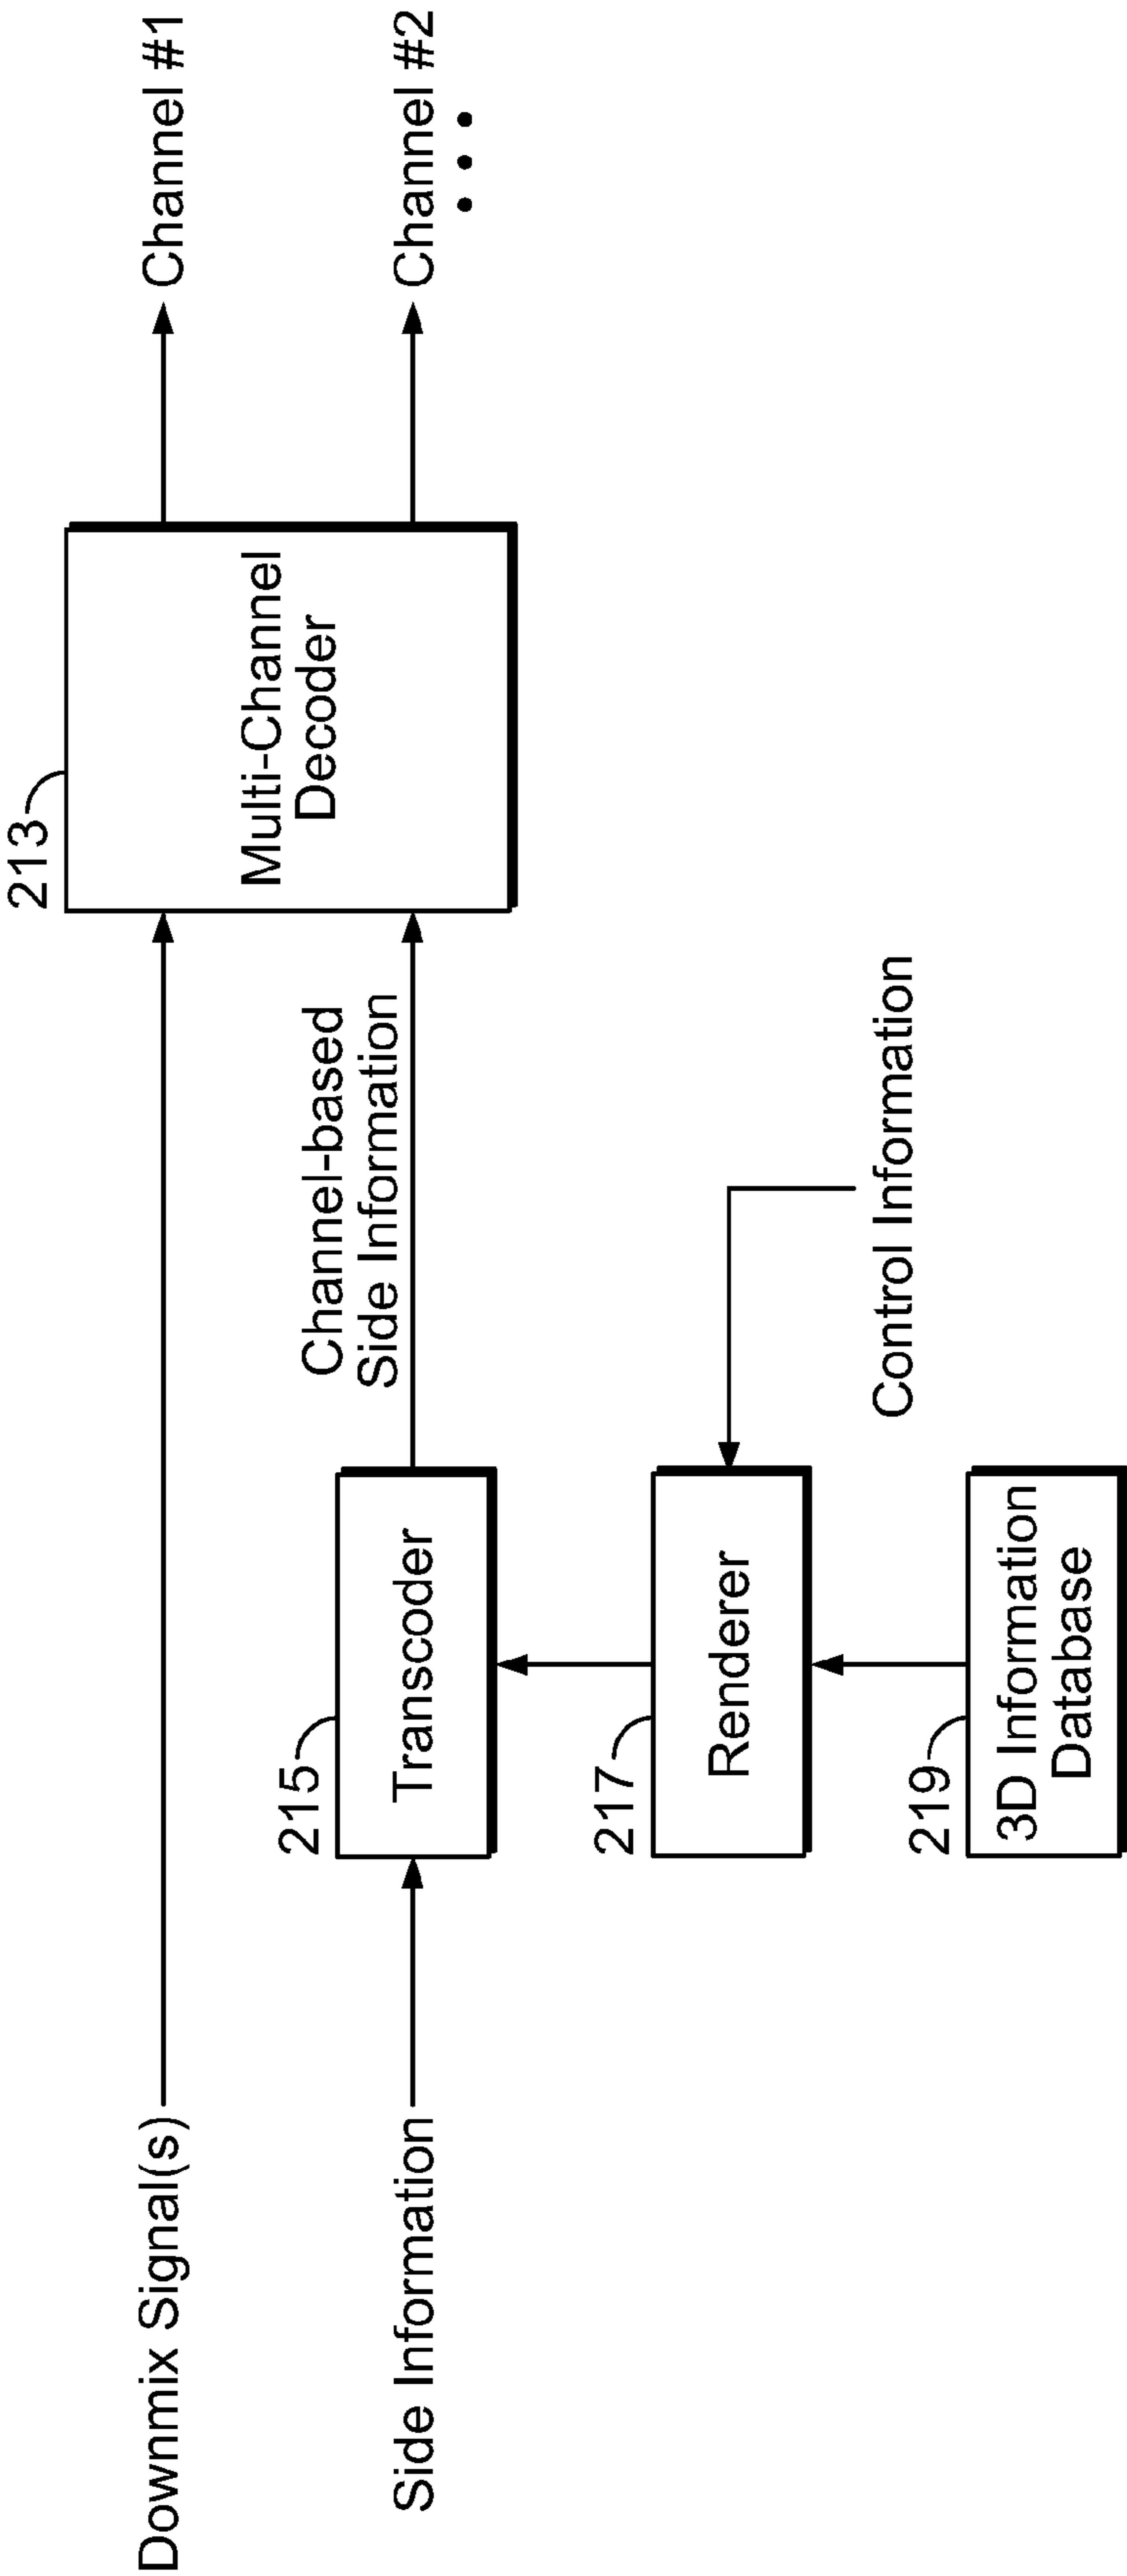 213
Downmix Signal(s)
Multi-Channel
Decoder
Channel #1
Channel-based
Side Information
Channel #2
• • •
215
Side Information
Transcoder
217
Renderer
Control Information
219
3D Information
Database